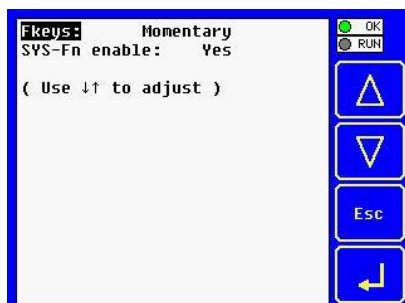 Fkeys: Momentary
SYS-Fn enable: Yes
( Use ↓↑ to adjust )
OK
RUN
Esc